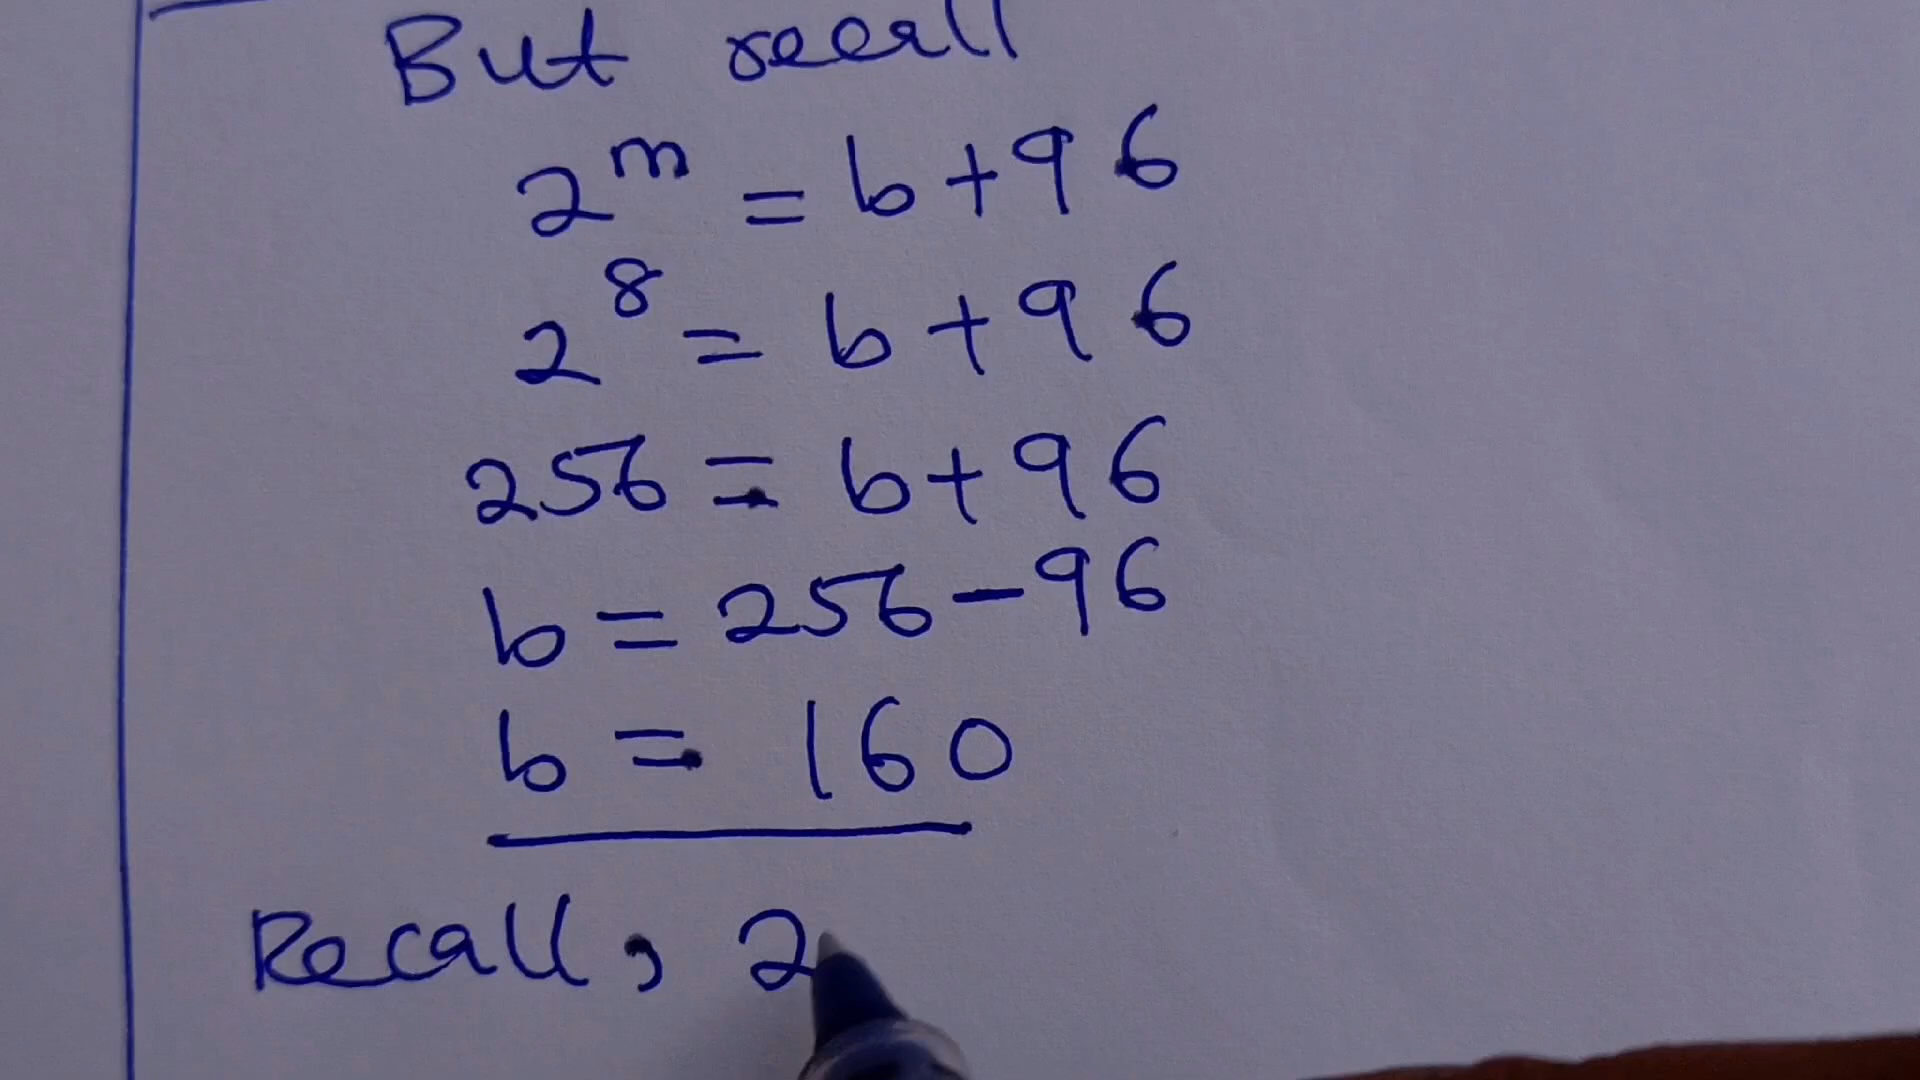 But recall
2^m = b+96
2^8 = b+96
256 = b+96
b = 256-96
b = 160
Recall, 2